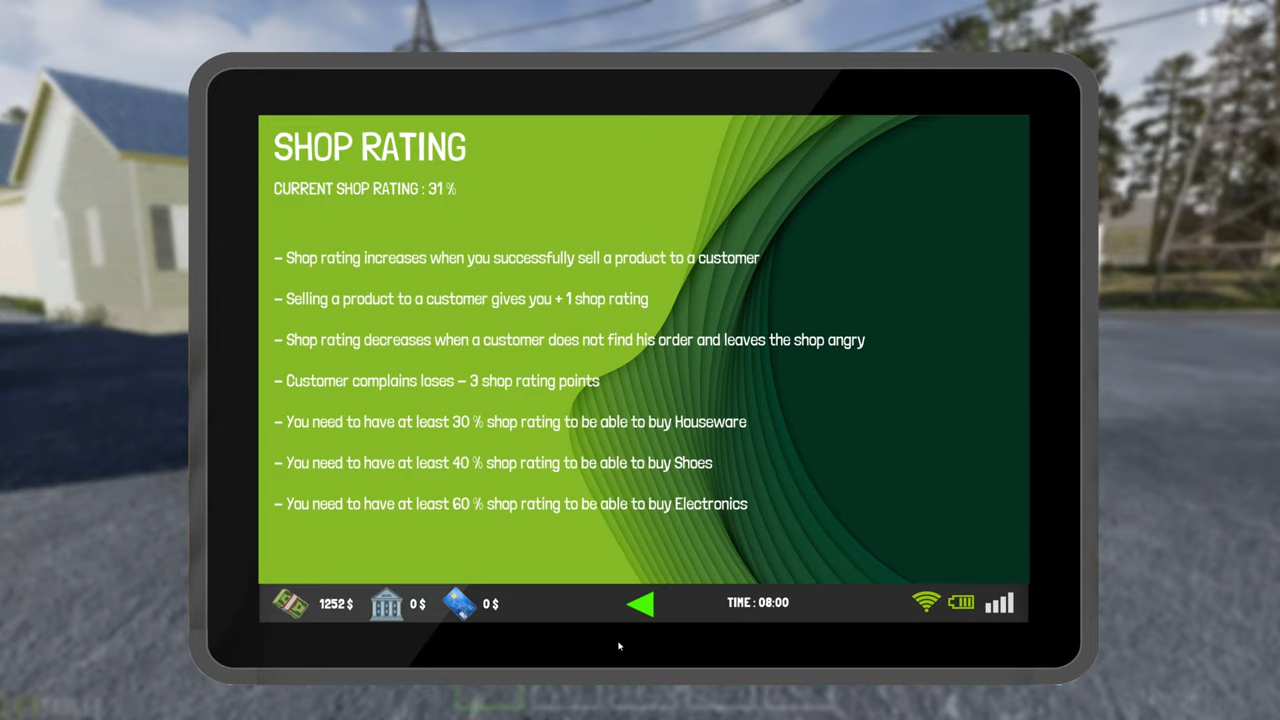 SHOP RATING
CURRENT SHOP RATING : 31 %
- Shop rating increases when you successfully sell a product to a customer
- Selling a product to a customer gives you + 1 shop rating
- Shop rating decreases when a customer does not find his order and leaves the shop angry
- Customer complains loses - 3 shop rating points
- You need to have at least 30 % shop rating to be able to buy Houseware
- You need to have at least 40 % shop rating to be able to buy Shoes
- You need to have at least 60 % shop rating to be able to buy Electronics
1252 $ 0 $ 0 $ TIME : 08:00